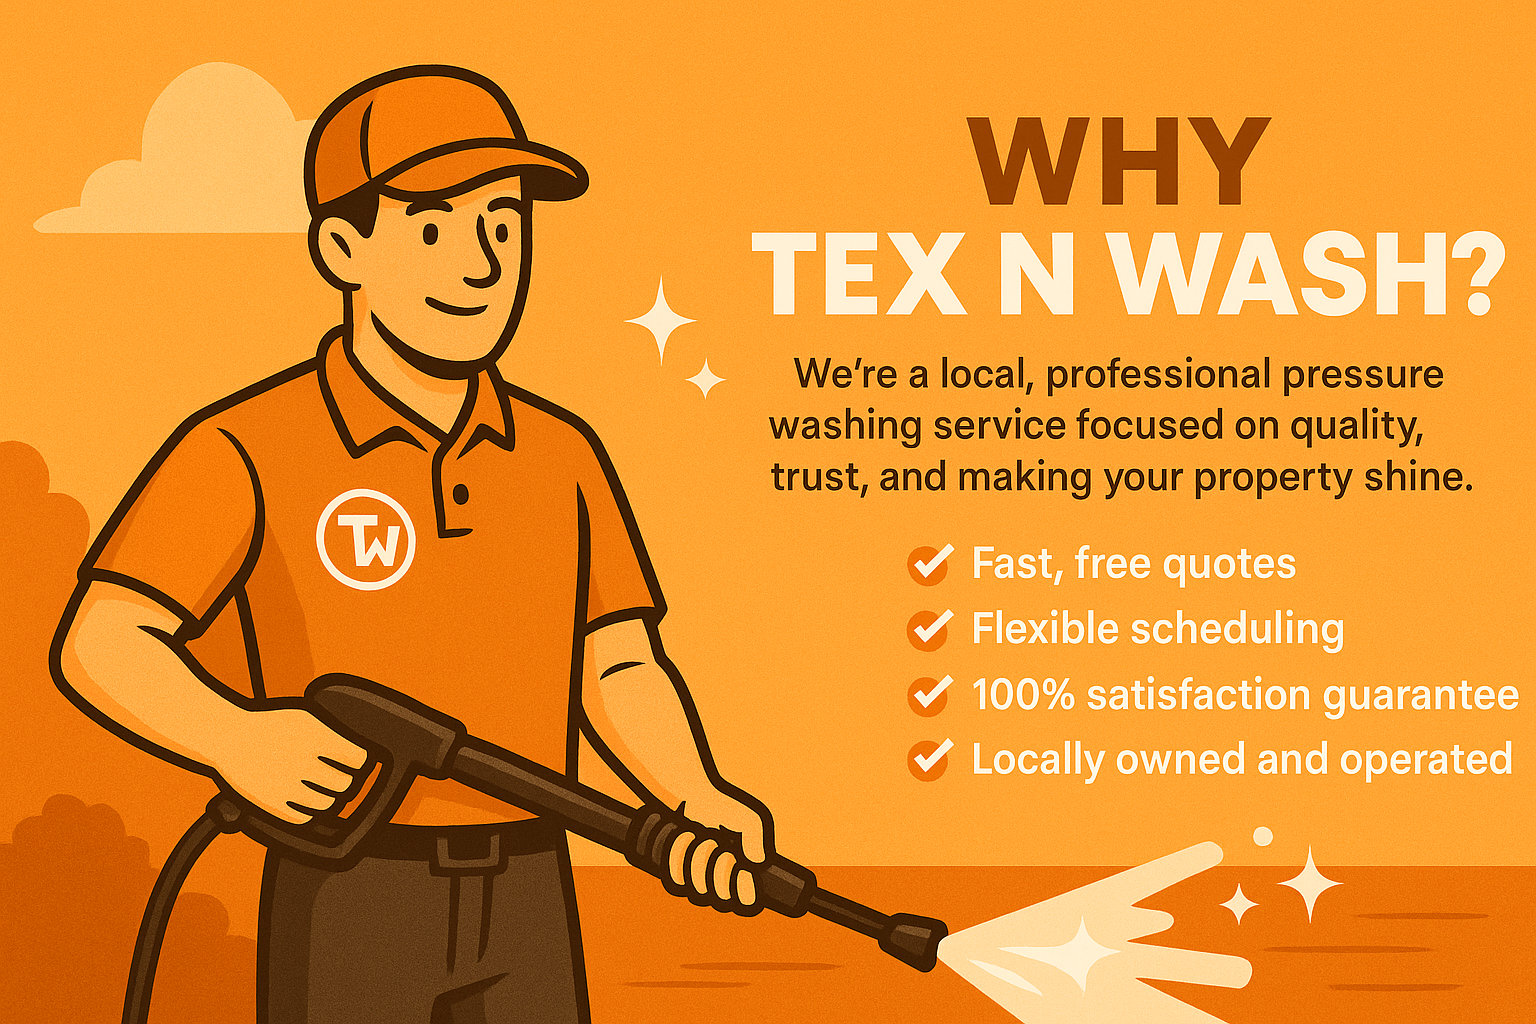 WHY
TEX N WASH?
We're a local, professional pressure
washing service focused on quality,
trust, and making your property shine.
Fast, free quotes
Flexible scheduling
100% satisfaction guarantee
Locally owned and operated
TW